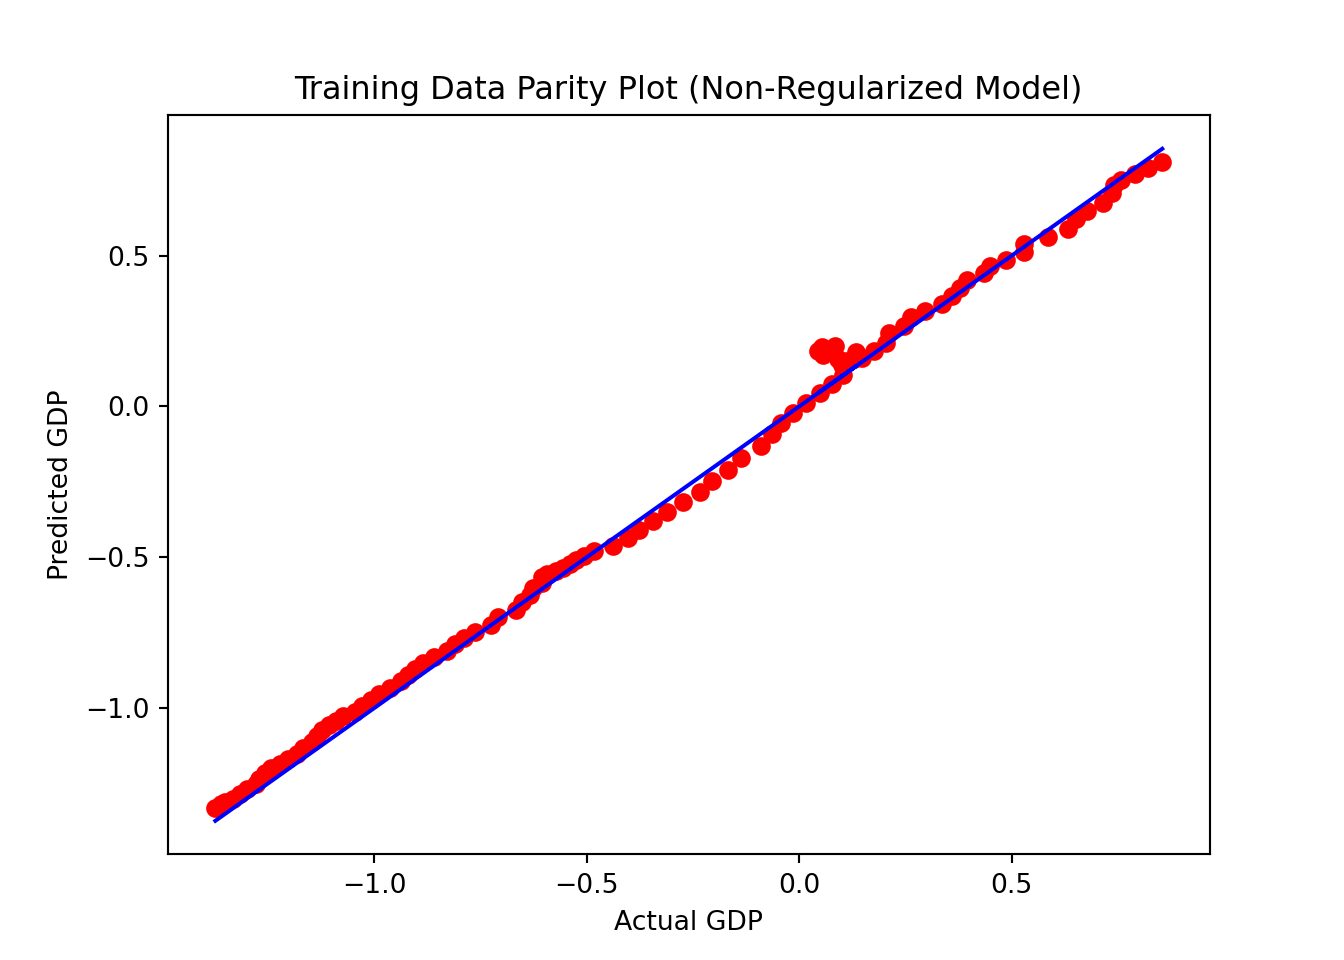 Training Data Parity Plot (Non-Regularized Model)
Predicted GDP
0.5
0.0
−0.5
−1.0
−1.0 −0.5 0.0 0.5
Actual GDP